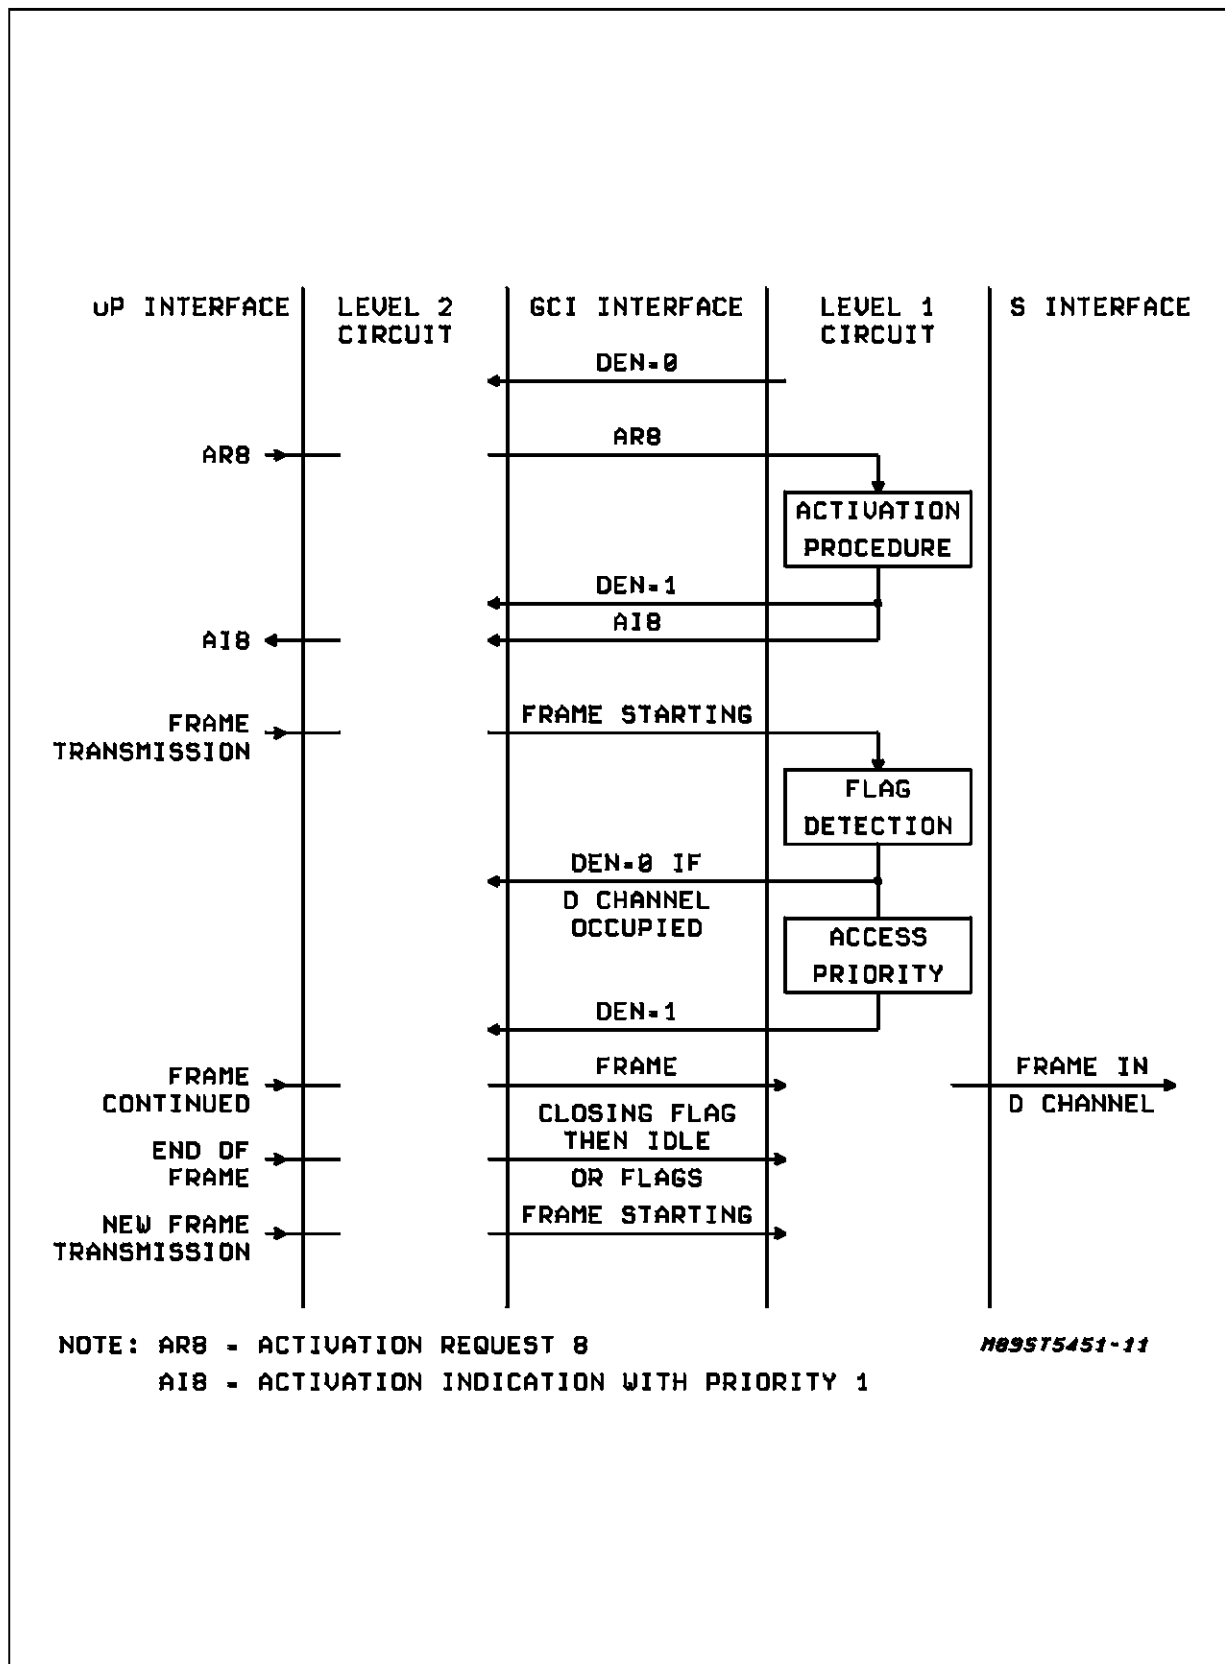 uP INTERFACE LEVEL 2 CIRCUIT GCI INTERFACE LEVEL 1 CIRCUIT S INTERFACE
DEN=0
AR8 AR8
ACTIVATION
PROCEDURE
DEN=1
AI8 AI8
FRAME TRANSMISSION FRAME STARTING
FLAG
DETECTION
DEN=0 IF
D CHANNEL
OCCUPIED
ACCESS
PRIORITY
DEN=1
FRAME CONTINUED FRAME FRAME IN D CHANNEL
END OF FRAME CLOSING FLAG THEN IDLE OR FLAGS
NEW FRAME TRANSMISSION FRAME STARTING
NOTE: AR8 = ACTIVATION REQUEST 8
M89ST5451-11
AI8 = ACTIVATION INDICATION WITH PRIORITY 1